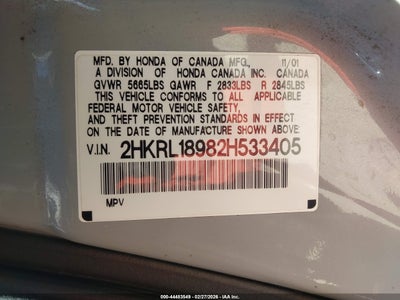 MFD. BY HONDA OF CANADA MFG., 11/01
A DIVISION OF HONDA CANADA INC. CANADA
GVWR 5665LBS GAWR F 2833LBS R 2845LBS
THIS VEHICLE CONFORMS TO ALL APPLICABLE
FEDERAL MOTOR VEHICLE SAFETY,
AND THEFT PREVENTION STANDARDS IN EFFECT
ON THE DATE OF MANUFACTURE SHOWN ABOVE.
V.I.N. 2HKRL18982H533405
MPV
000-44483549 - 02/27/2026 - IAA Inc.